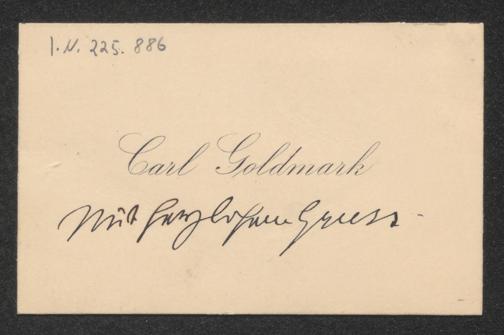 I.N. 225.886
Carl Goldmark
Mit herzlichem Gruss